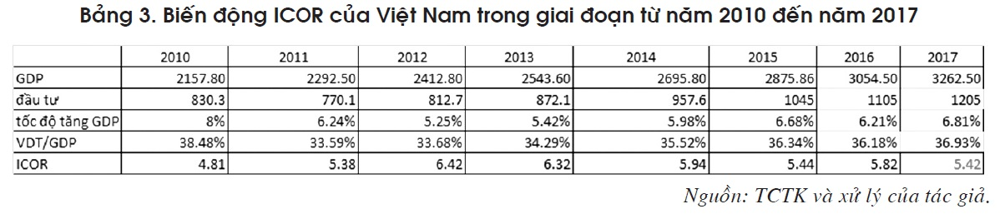 Bảng 3. Biến động ICOR của Việt Nam trong giai đoạn từ năm 2010 đến năm 2017
2010 2011 2012 2013 2014 2015 2016 2017
GDP 2157.80 2292.50 2412.80 2543.60 2695.80 2875.86 3054.50 3262.50
đầu tư 830.3 770.1 812.7 872.1 957.6 1045 1105 1205
tốc độ tăng GDP 8% 6.24% 5.25% 5.42% 5.98% 6.68% 6.21% 6.81%
VDT/GDP 38.48% 33.59% 33.68% 34.29% 35.52% 36.34% 36.18% 36.93%
ICOR 4.81 5.38 6.42 6.32 5.94 5.44 5.82 5.42
Nguồn: TCTK và xử lý của tác giả.